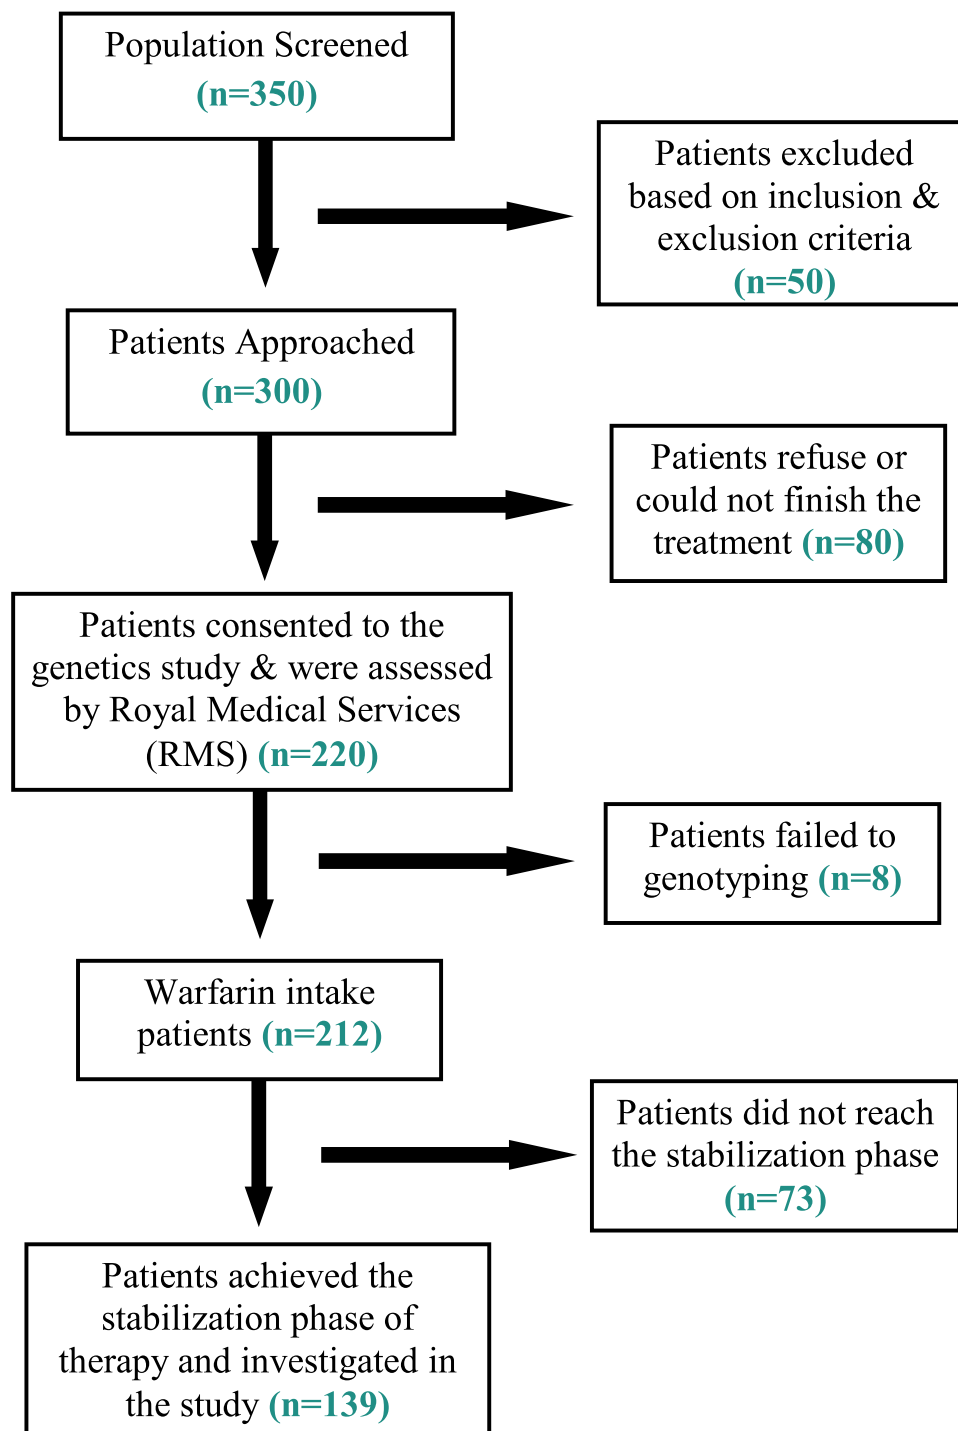 Population Screened
(n=350)
Patients excluded
based on inclusion &
exclusion criteria
(n=50)
Patients Approached
(n=300)
Patients refuse or
could not finish the
treatment (n=80)
Patients consented to the
genetics study & were assessed
by Royal Medical Services
(RMS) (n=220)
Patients failed to
genotyping (n=8)
Warfarin intake
patients (n=212)
Patients did not reach
the stabilization phase
(n=73)
Patients achieved the
stabilization phase of
therapy and investigated in
the study (n=139)